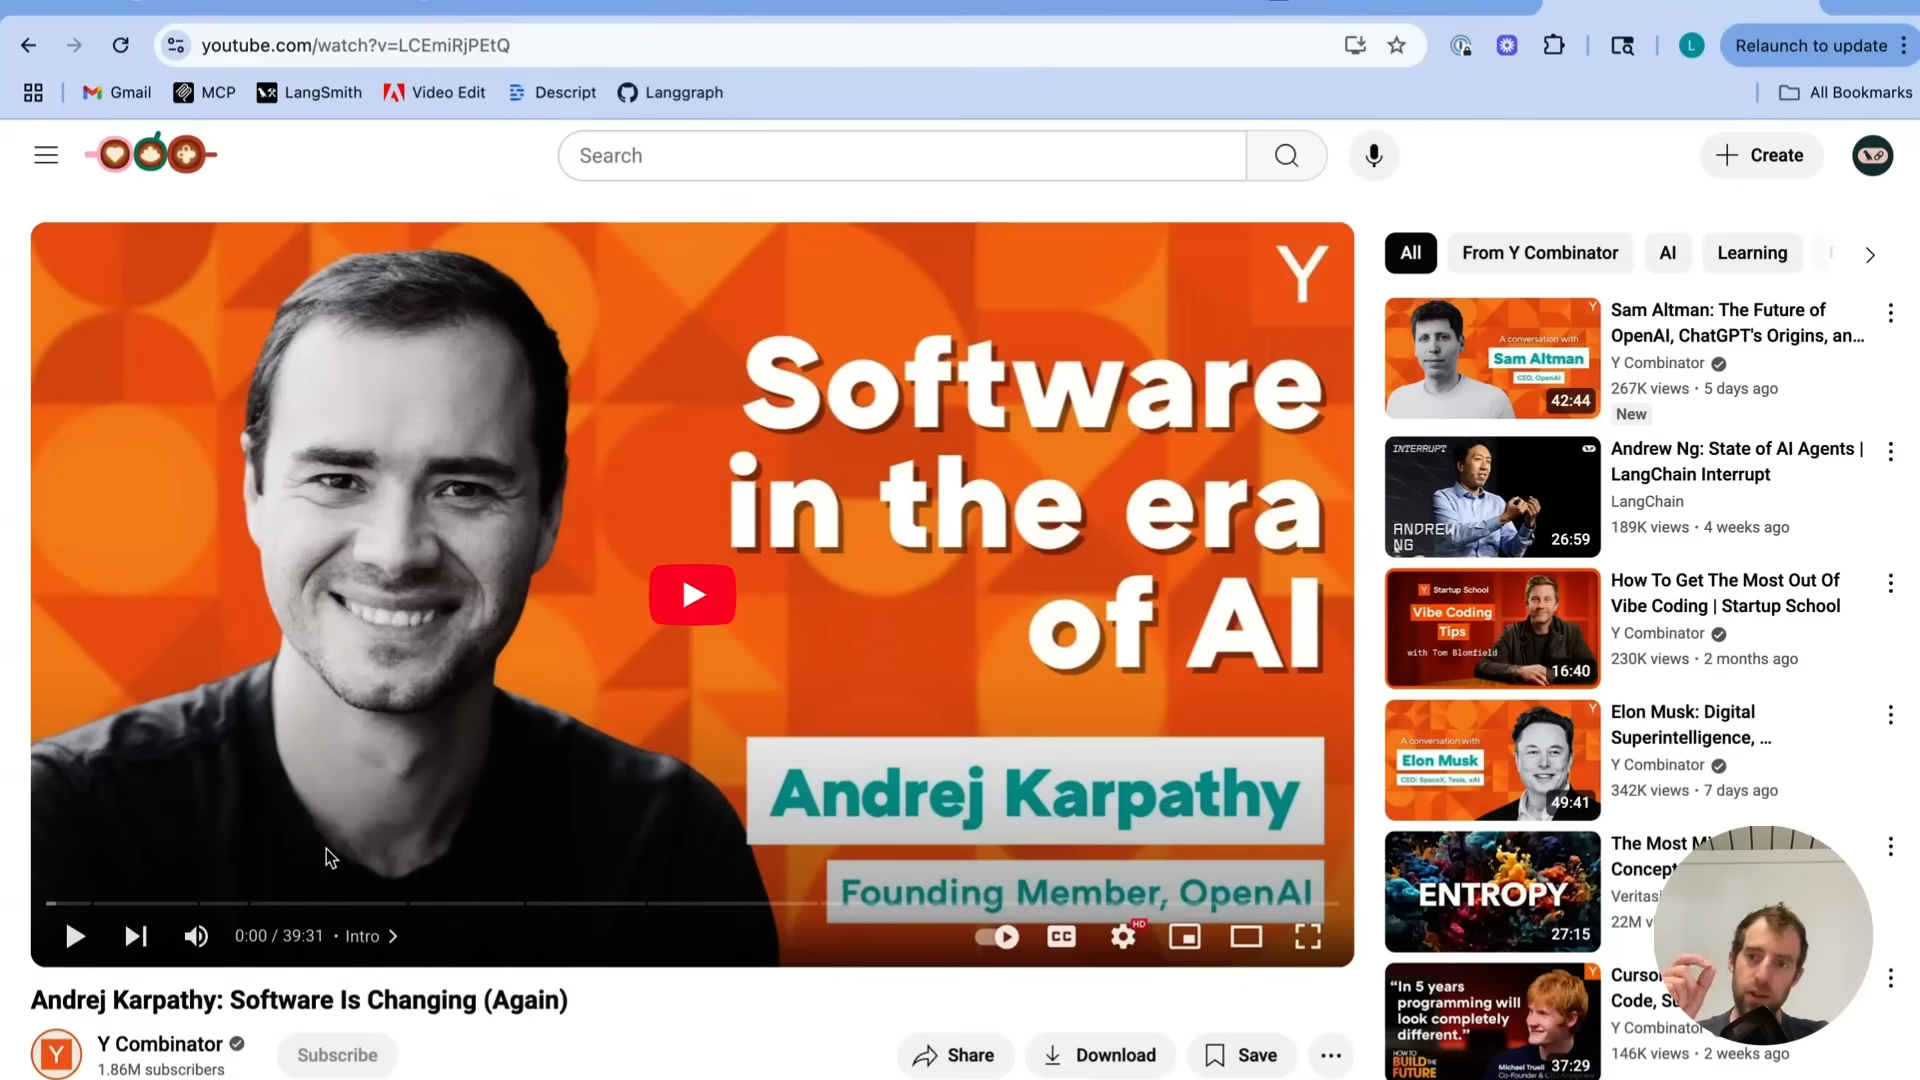 youtube.com/watch?v=LCEmiRjPEtQ
L
Relaunch to update
Gmail
MCP
LangSmith
Video Edit
Descript
Langgraph
All Bookmarks
Search
Create
Y
Software
in the era
of AI
Andrej Karpathy
Founding Member, OpenAI
0:00 / 39:31 • Intro
CC
HD
Andrej Karpathy: Software Is Changing (Again)
Y
Y Combinator
1.86M subscribers
Subscribe
Share
Download
Save
All
From Y Combinator
AI
Learning
Y
A conversation with
Sam Altman
CEO, OpenAI
42:44
Sam Altman: The Future of
OpenAI, ChatGPT's Origins, an...
Y Combinator
267K views • 5 days ago
New
INTERRUPT
ANDREW
NG
26:59
Andrew Ng: State of AI Agents |
LangChain Interrupt
LangChain
189K views • 4 weeks ago
Y Startup School
Vibe Coding
Tips
with Tom Blomfield
16:40
How To Get The Most Out Of
Vibe Coding | Startup School
Y Combinator
230K views • 2 months ago
Y
A conversation with
Elon Musk
CEO: SpaceX, Tesla, xAI
49:41
Elon Musk: Digital
Superintelligence, ...
Y Combinator
342K views • 7 days ago
ENTROPY
27:15
The Most
Concept
22M
Y
"In 5 years
programming will
look completely
different."
HOW TO
BUILD THE
FUTURE
Michael Truell
37:29
Code,
Y Combinator
146K views • 2 weeks ago